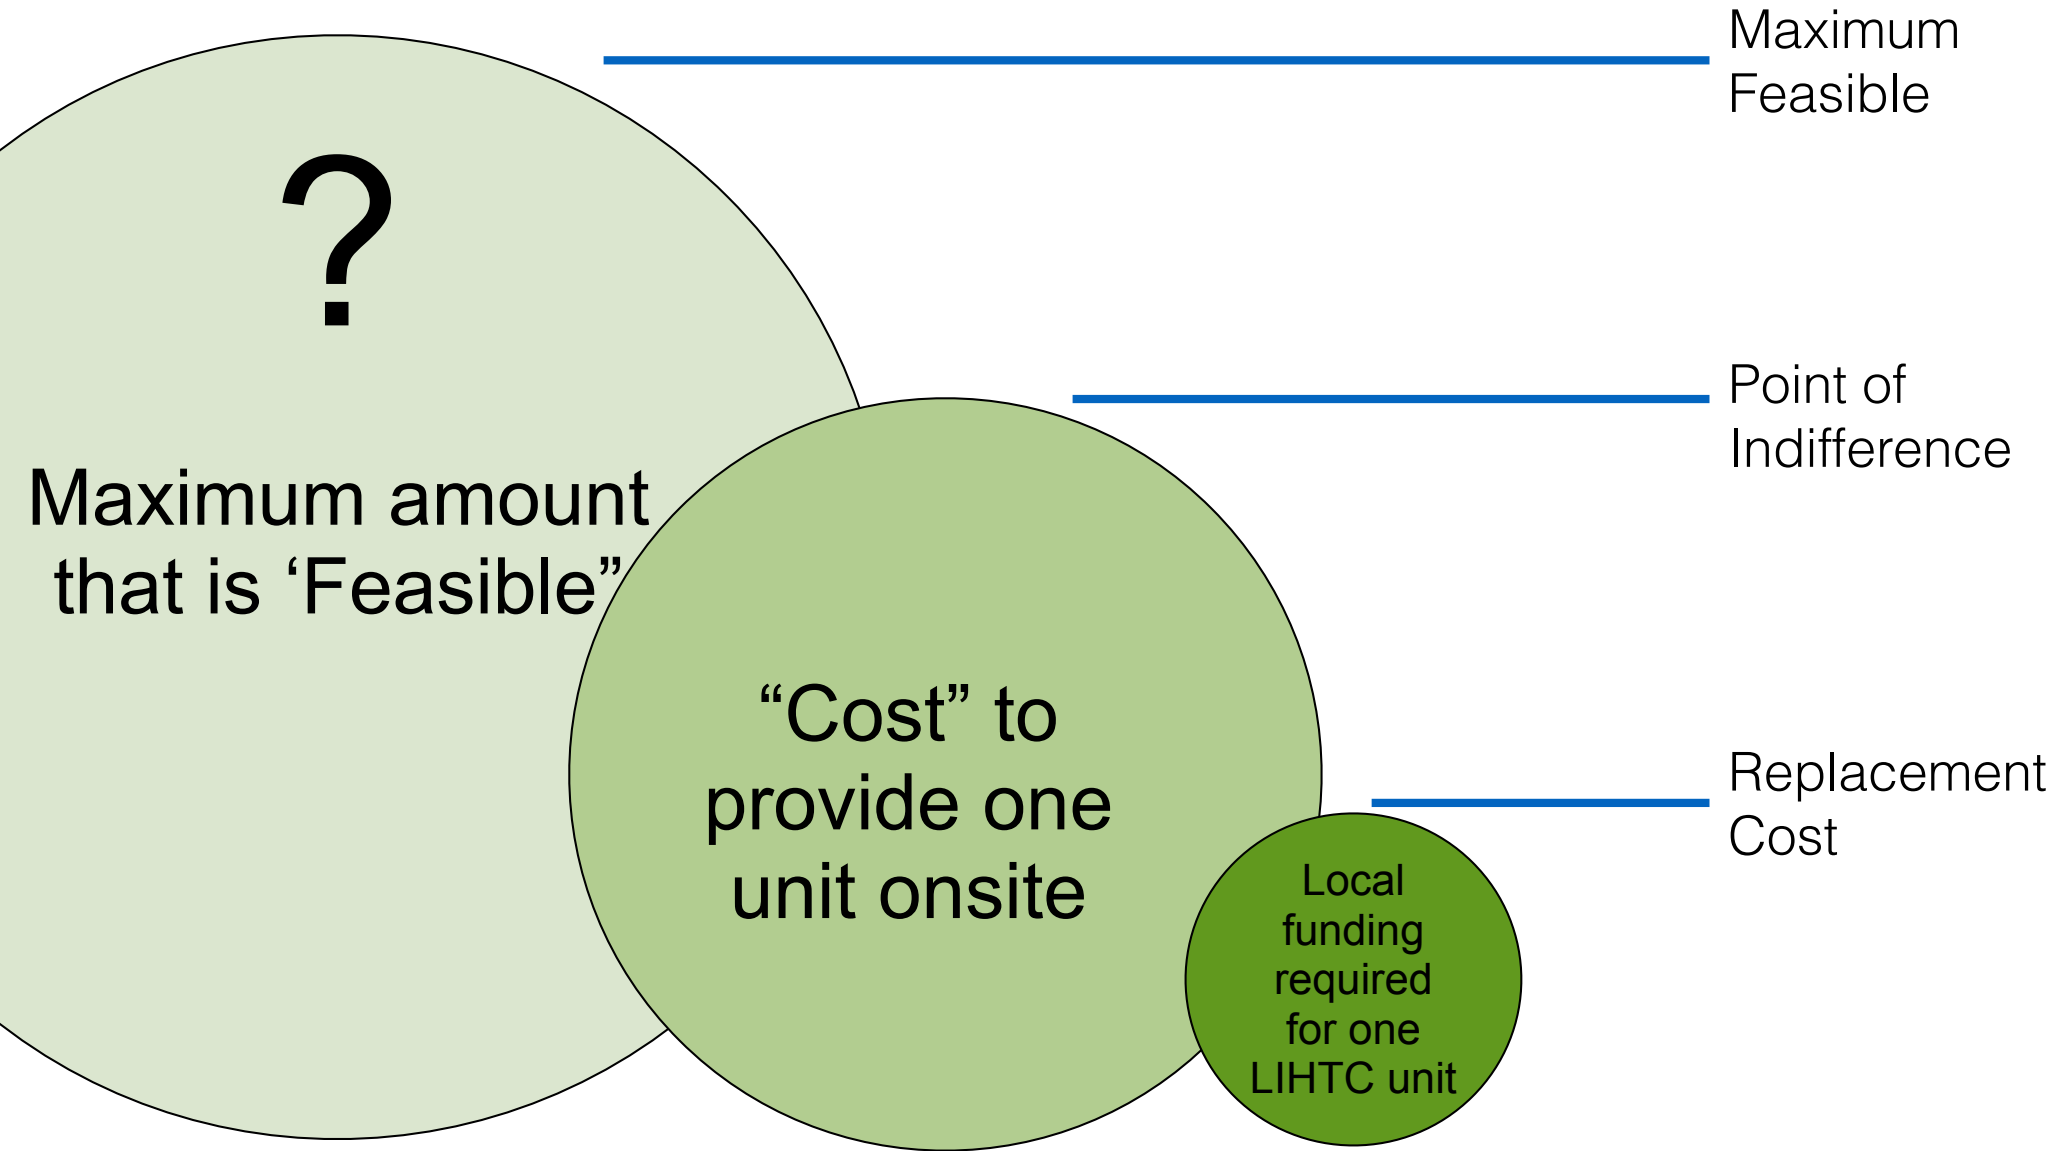 Maximum
Feasible
?
Maximum amount
that is ‘Feasible”
Point of
Indifference
“Cost” to
provide one
unit onsite
Replacement
Cost
Local
funding
required
for one
LIHTC unit